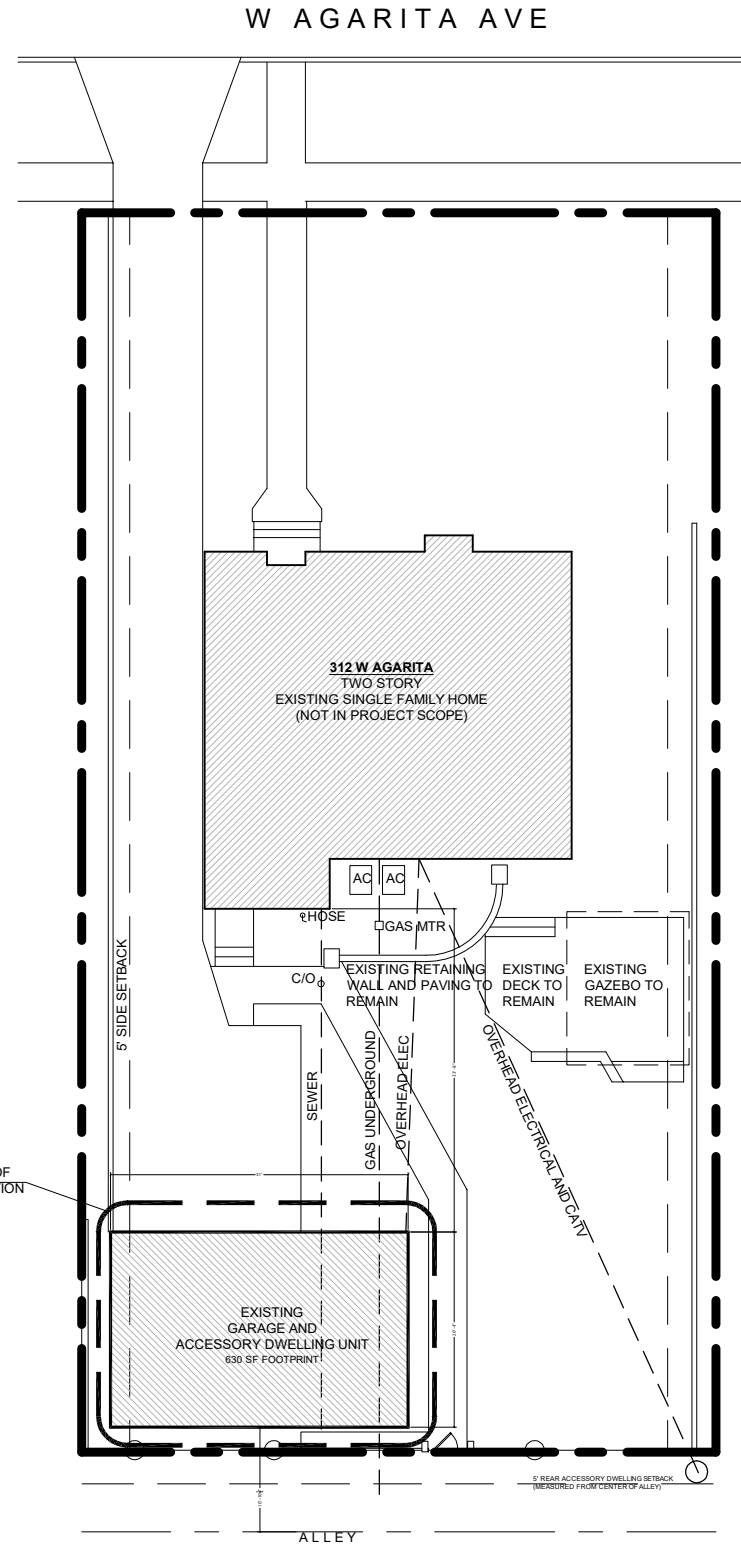 W AGARITA AVE
312 W AGARITA
TWO STORY
EXISTING SINGLE FAMILY HOME
(NOT IN PROJECT SCOPE)
AC
AC
HOSE
GAS MTR
C/O
EXISTING RETAINING
WALL AND PAVING TO
REMAIN
EXISTING
DECK TO
REMAIN
EXISTING
GAZEBO TO
REMAIN
5' SIDE SETBACK
SEWER
GAS UNDERGROUND
OVERHEAD ELEC
OVERHEAD ELECTRICAL AND CATV
OF
TION
EXISTING
GARAGE AND
ACCESSORY DWELLING UNIT
630 SF FOOTPRINT
5' REAR ACCESSORY DWELLING SETBACK
(MEASURED FROM CENTER OF ALLEY)
ALLEY